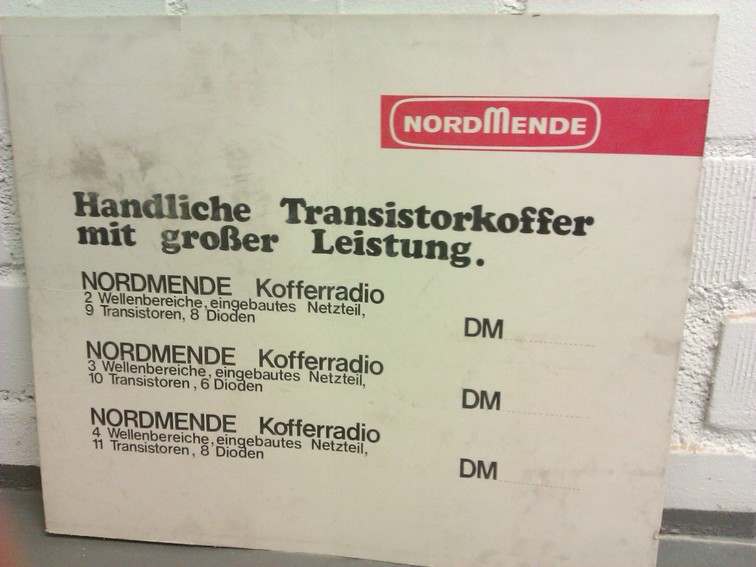 NORDMENDE
Handliche Transistorkoffer
mit großer Leistung.
NORDMENDE Kofferradio
2 Wellenbereiche, eingebautes Netzteil,
9 Transistoren, 8 Dioden
DM
NORDMENDE Kofferradio
3 Wellenbereiche, eingebautes Netzteil,
10 Transistoren, 6 Dioden
DM
NORDMENDE Kofferradio
4 Wellenbereiche, eingebautes Netzteil,
11 Transistoren, 8 Dioden
DM